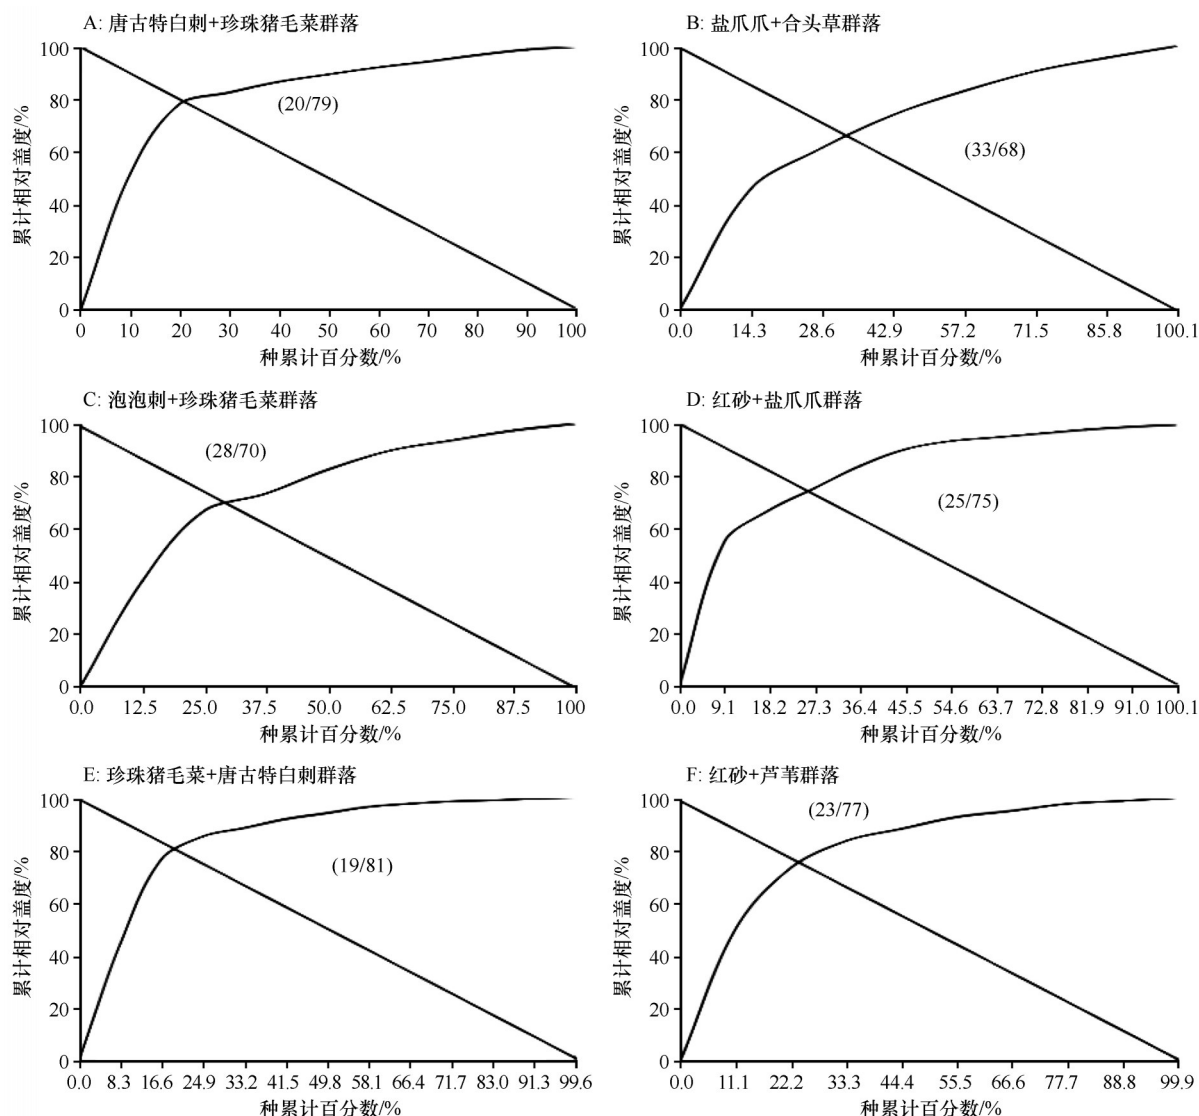 A: 唐古特白刺+珍珠猪毛菜群落
累计相对盖度/%
100
80
60
40
20
0
0 10 20 30 40 50 60 70 80 90 100
(20/79)
种累计百分数/%
B: 盐爪爪+合头草群落
累计相对盖度/%
100
80
60
40
20
0
0.0 14.3 28.6 42.9 57.2 71.5 85.8 100.1
(33/68)
种累计百分数/%
C: 泡泡刺+珍珠猪毛菜群落
累计相对盖度/%
100
80
60
40
20
0
0.0 12.5 25.0 37.5 50.0 62.5 75.0 87.5 100
(28/70)
种累计百分数/%
D: 红砂+盐爪爪群落
累计相对盖度/%
100
80
60
40
20
0
0.0 9.1 18.2 27.3 36.4 45.5 54.6 63.7 72.8 81.9 91.0 100.1
(25/75)
种累计百分数/%
E: 珍珠猪毛菜+唐古特白刺群落
累计相对盖度/%
100
80
60
40
20
0
0.0 8.3 16.6 24.9 33.2 41.5 49.8 58.1 66.4 71.7 83.0 91.3 99.6
(19/81)
种累计百分数/%
F: 红砂+芦苇群落
累计相对盖度/%
100
80
60
40
20
0
0.0 11.1 22.2 33.3 44.4 55.5 66.6 77.7 88.8 99.9
(23/77)
种累计百分数/%